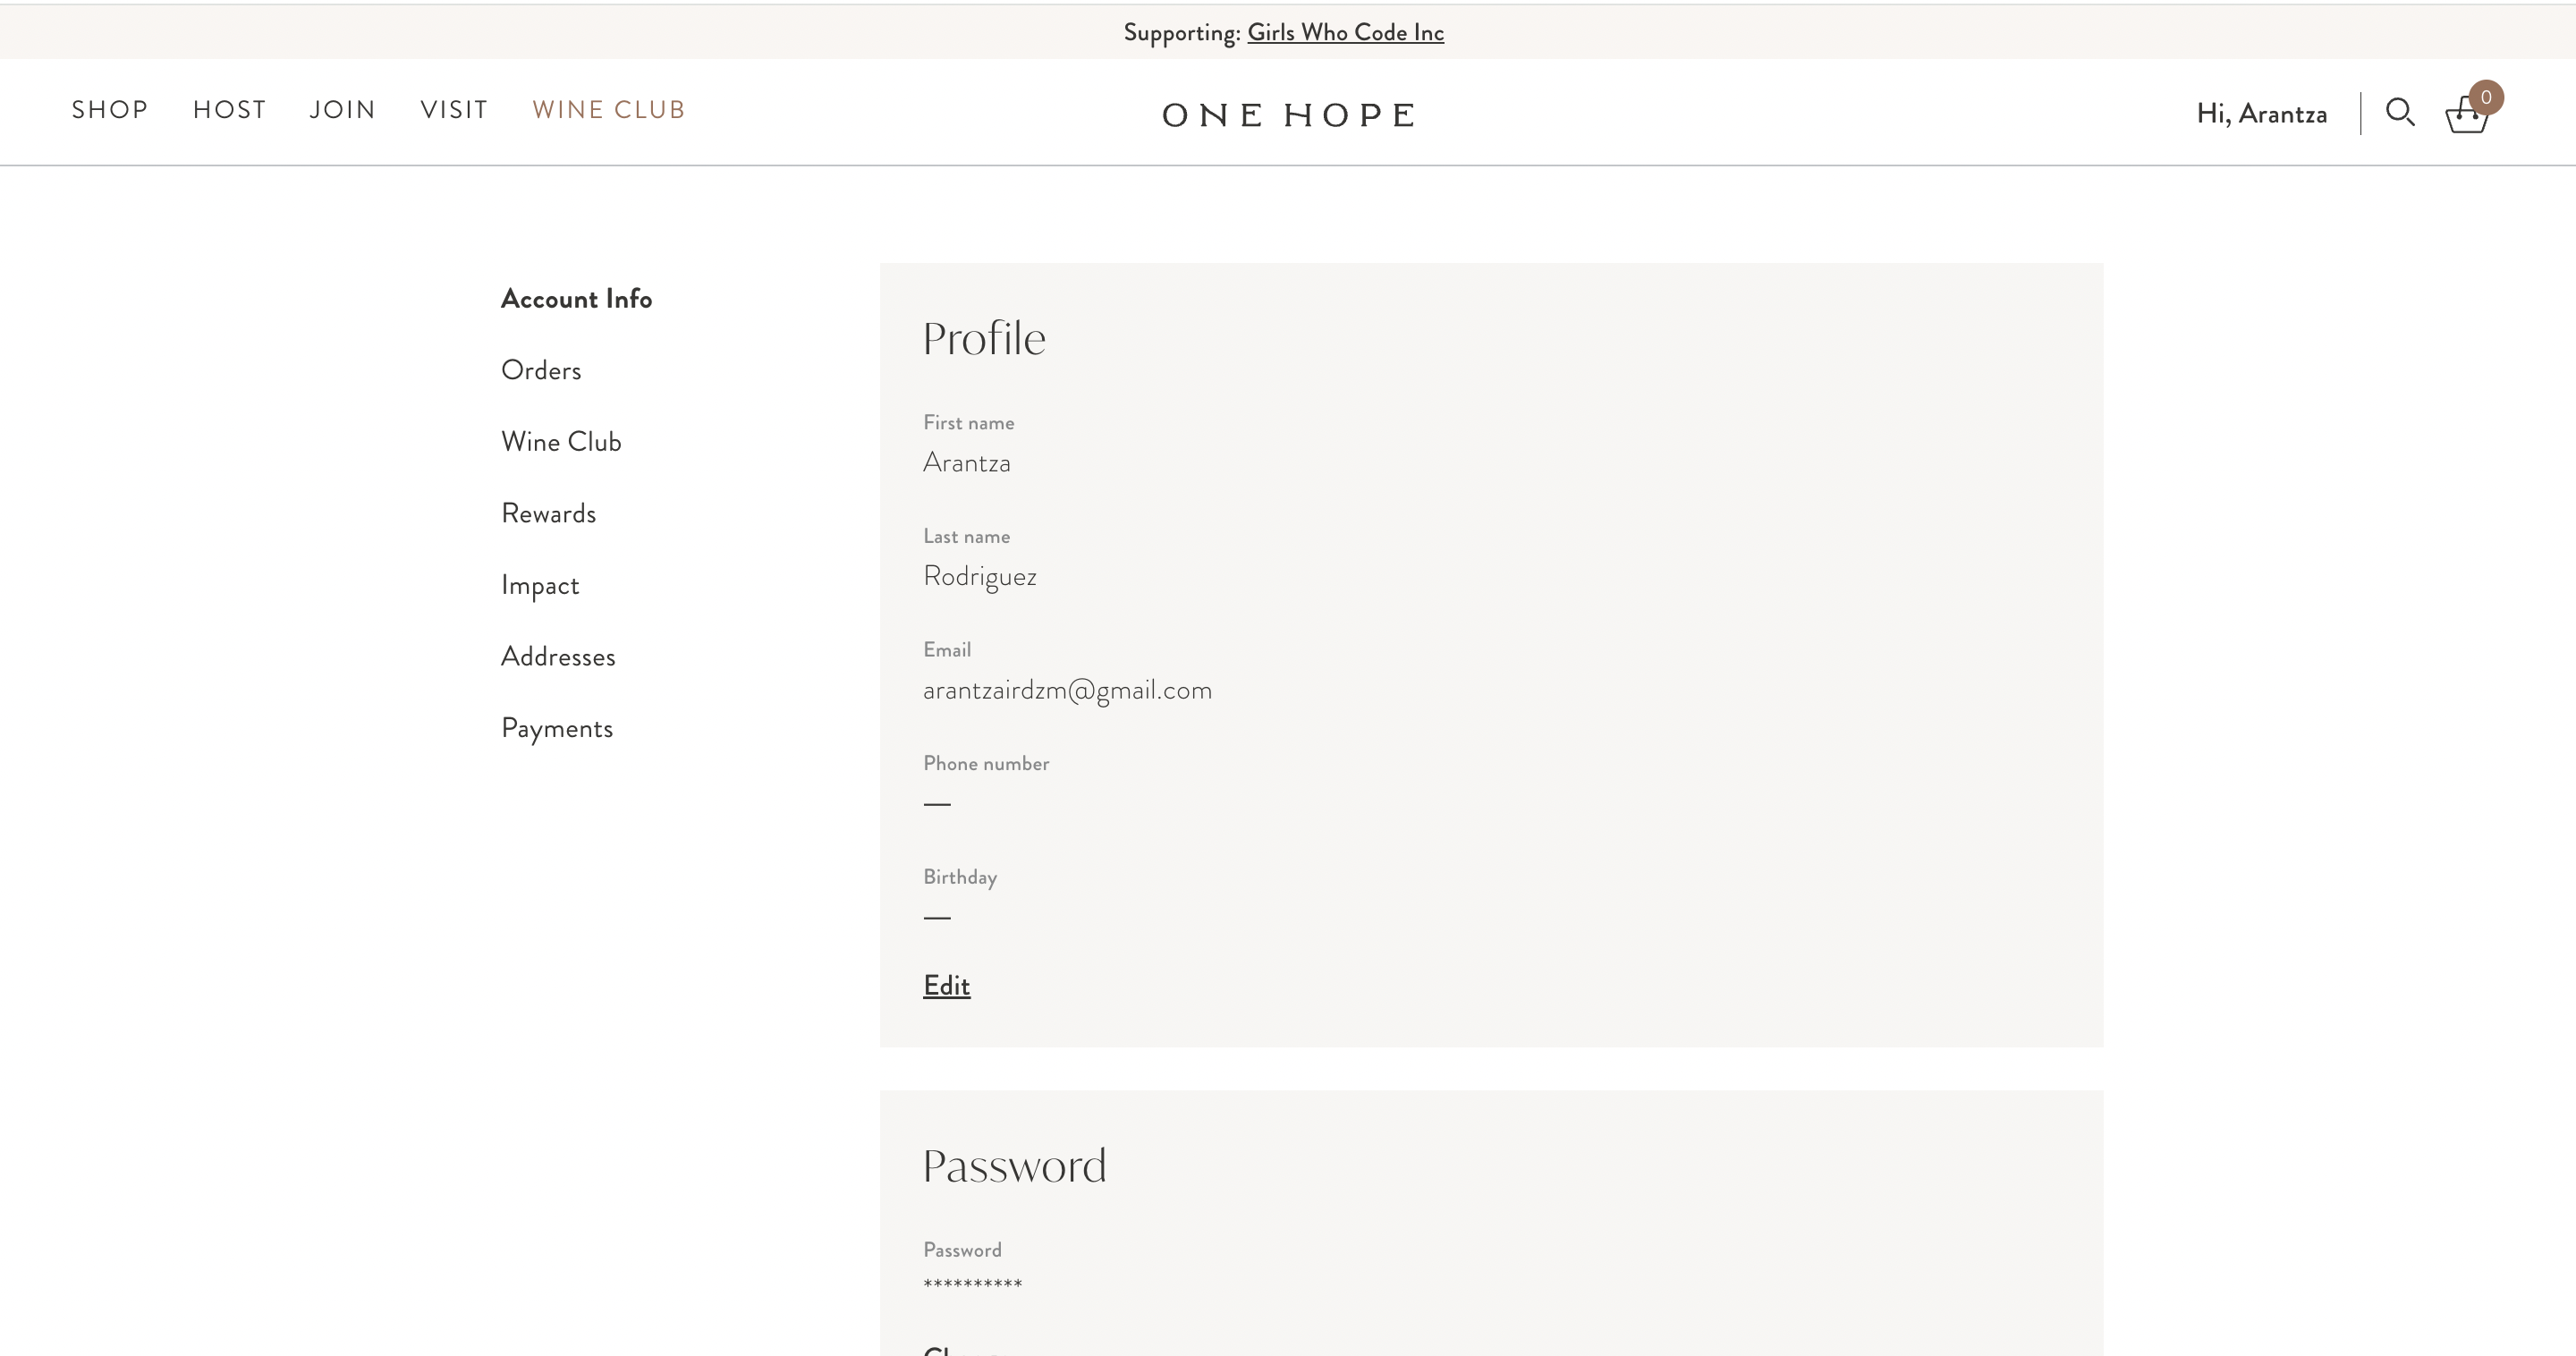 Supporting: Girls Who Code Inc
SHOP HOST JOIN VISIT WINE CLUB
ONE HOPE
Hi, Arantza
0
Account Info
Orders
Wine Club
Rewards
Impact
Addresses
Payments
Profile
First name
Arantza
Last name
Rodriguez
Email
arantzairdzm@gmail.com
Phone number
—
Birthday
—
Edit
Password
Password
**********